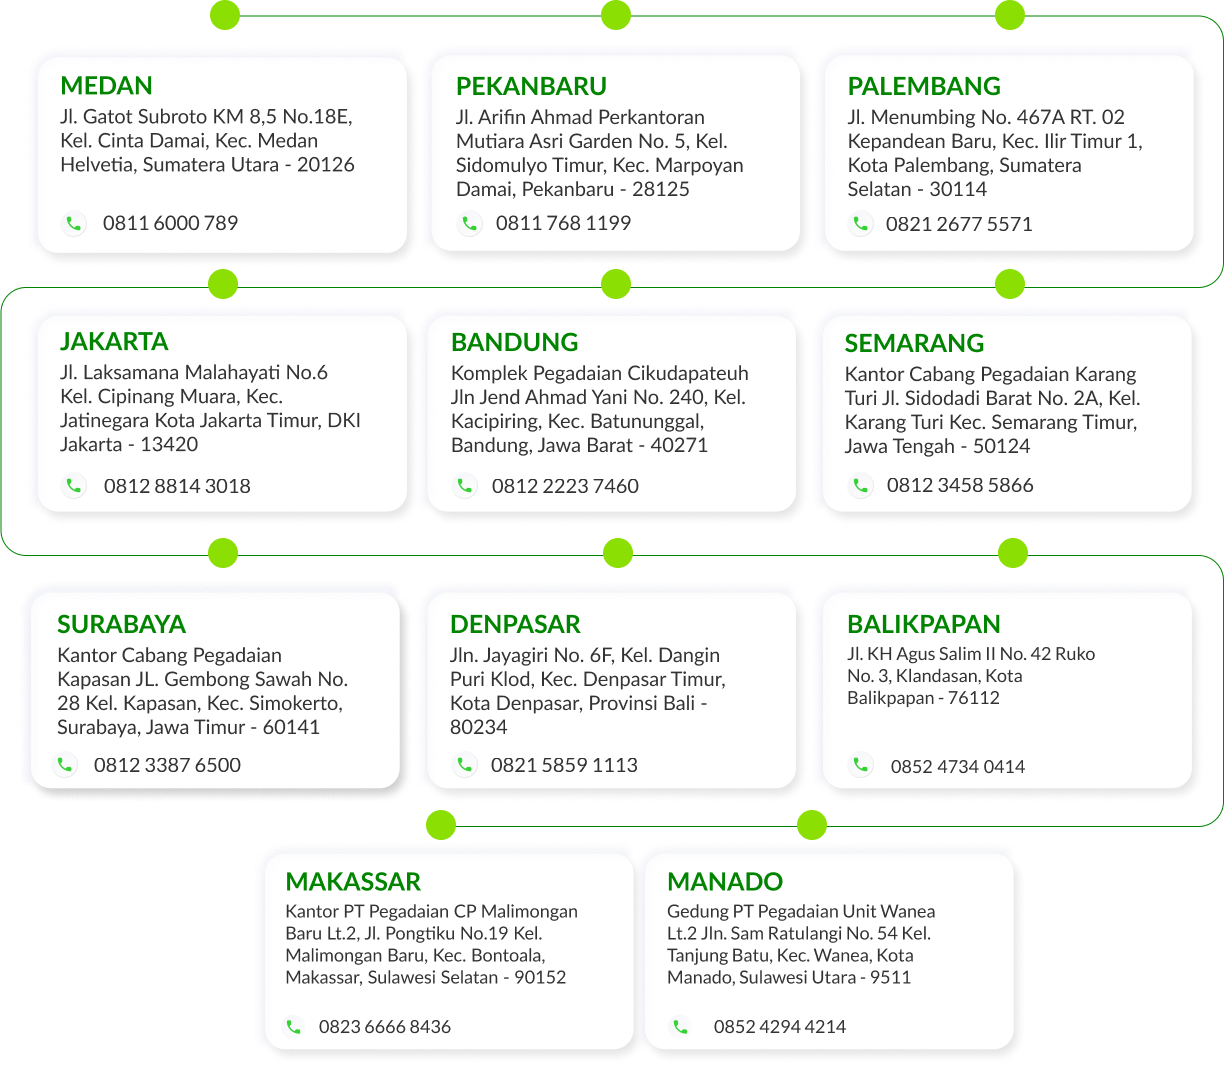 MEDAN
Jl. Gatot Subroto KM 8,5 No.18E,
Kel. Cinta Damai, Kec. Medan
Helvetia, Sumatera Utara - 20126
0811 6000 789
PEKANBARU
Jl. Arifin Ahmad Perkantoran
Mutiara Asri Garden No. 5, Kel.
Sidomulyo Timur, Kec. Marpoyan
Damai, Pekanbaru - 28125
0811 768 1199
PALEMBANG
Jl. Menumbing No. 467A RT. 02
Kepandean Baru, Kec. Ilir Timur 1,
Kota Palembang, Sumatera
Selatan - 30114
0821 2677 5571
JAKARTA
Jl. Laksamana Malahayati No.6
Kel. Cipinang Muara, Kec.
Jatinegara Kota Jakarta Timur, DKI
Jakarta - 13420
0812 8814 3018
BANDUNG
Komplek Pegadaian Cikudapateuh
Jln Jend Ahmad Yani No. 240, Kel.
Kacipiring, Kec. Batununggal,
Bandung, Jawa Barat - 40271
0812 2223 7460
SEMARANG
Kantor Cabang Pegadaian Karang
Turi Jl. Sidodadi Barat No. 2A, Kel.
Karang Turi Kec. Semarang Timur,
Jawa Tengah - 50124
0812 3458 5866
SURABAYA
Kantor Cabang Pegadaian
Kapasan JL. Gembong Sawah No.
28 Kel. Kapasan, Kec. Simokerto,
Surabaya, Jawa Timur - 60141
0812 3387 6500
DENPASAR
Jln. Jayagiri No. 6F, Kel. Dangin
Puri Klod, Kec. Denpasar Timur,
Kota Denpasar, Provinsi Bali -
80234
0821 5859 1113
BALIKPAPAN
Jl. KH Agus Salim II No. 42 Ruko
No. 3, Klandasan, Kota
Balikpapan - 76112
0852 4734 0414
MAKASSAR
Kantor PT Pegadaian CP Malimongan
Baru Lt.2, Jl. Pongtiku No.19 Kel.
Malimongan Baru, Kec. Bontoala,
Makassar, Sulawesi Selatan - 90152
0823 6666 8436
MANADO
Gedung PT Pegadaian Unit Wanea
Lt.2 Jln. Sam Ratulangi No. 54 Kel.
Tanjung Batu, Kec. Wanea, Kota
Manado, Sulawesi Utara - 9511
0852 4294 4214